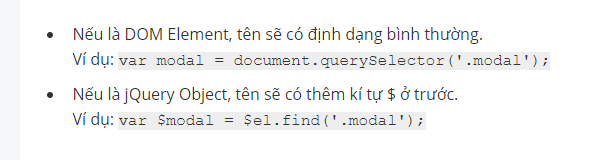 Nếu là DOM Element, tên sẽ có định dạng bình thường.
Ví dụ: var modal = document.querySelector('.modal');
Nếu là jQuery Object, tên sẽ có thêm kí tự $ ở trước.
Ví dụ: var $modal = $el.find('.modal');